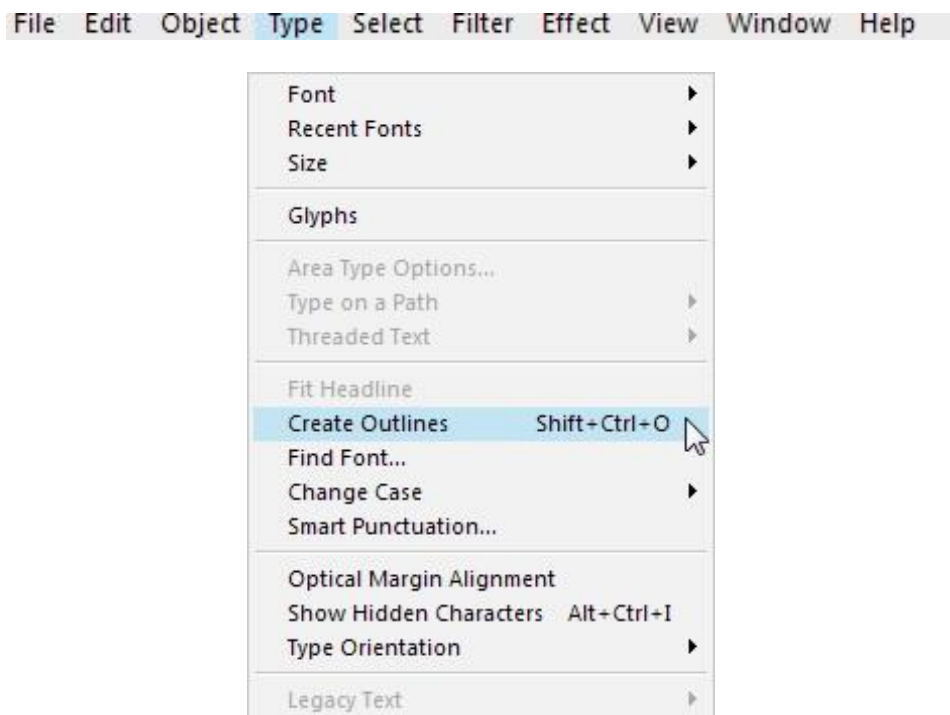 File Edit Object Type Select Filter Effect View Window Help
Font
Recent Fonts
Size
Glyphs
Area Type Options...
Type on a Path
Threaded Text
Fit Headline
Create Outlines Shift+Ctrl+O
Find Font...
Change Case
Smart Punctuation...
Optical Margin Alignment
Show Hidden Characters Alt+Ctrl+I
Type Orientation
Legacy Text